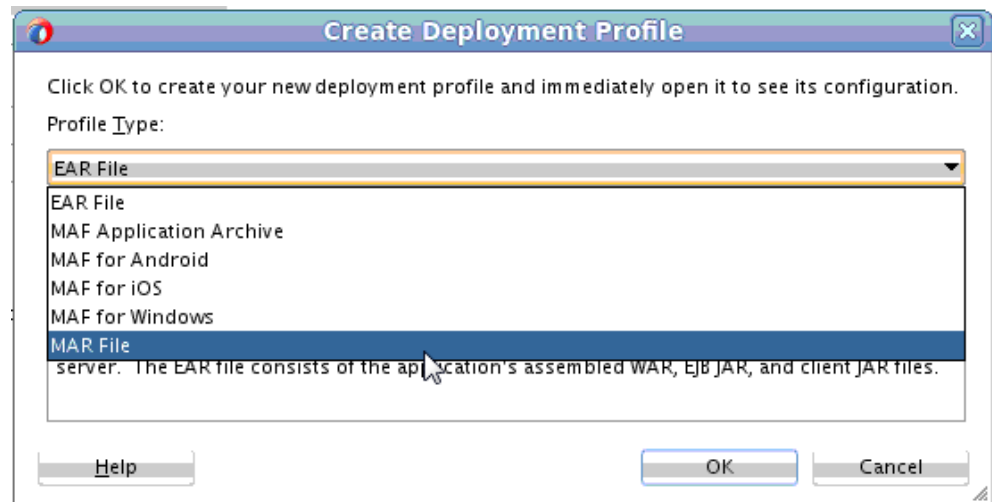 Create Deployment Profile
Click OK to create your new deployment profile and immediately open it to see its configuration.
Profile Type:
EAR File
EAR File
MAF Application Archive
MAF for Android
MAF for iOS
MAF for Windows
MAR File
server. The EAR file consists of the application's assembled WAR, EJB JAR, and client JAR files.
Help
OK
Cancel